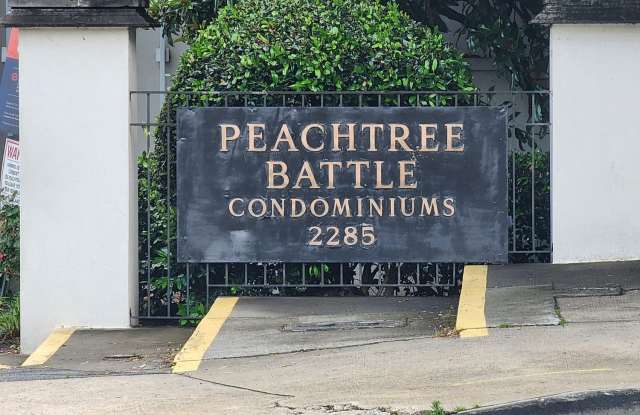 PEACHTREE
BATTLE
CONDOMINIUMS
2285